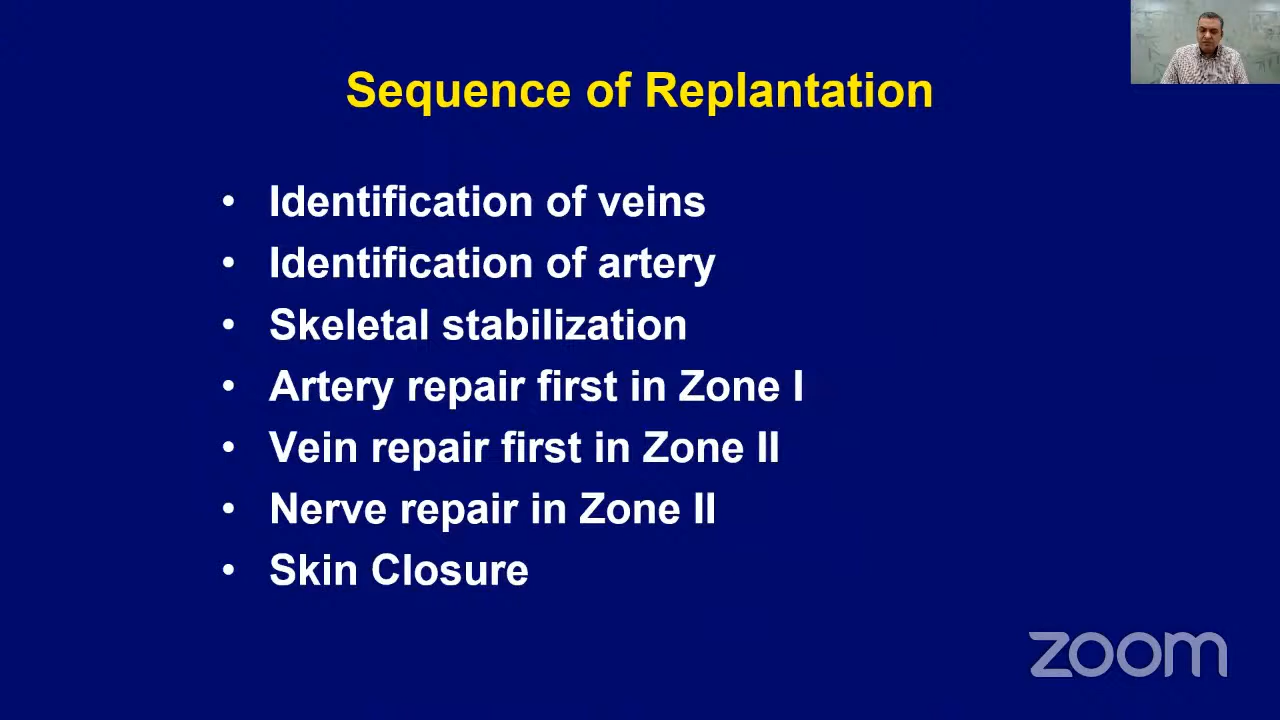 Sequence of Replantation
• Identification of veins
• Identification of artery
• Skeletal stabilization
• Artery repair first in Zone I
• Vein repair first in Zone II
• Nerve repair in Zone II
• Skin Closure
zoom